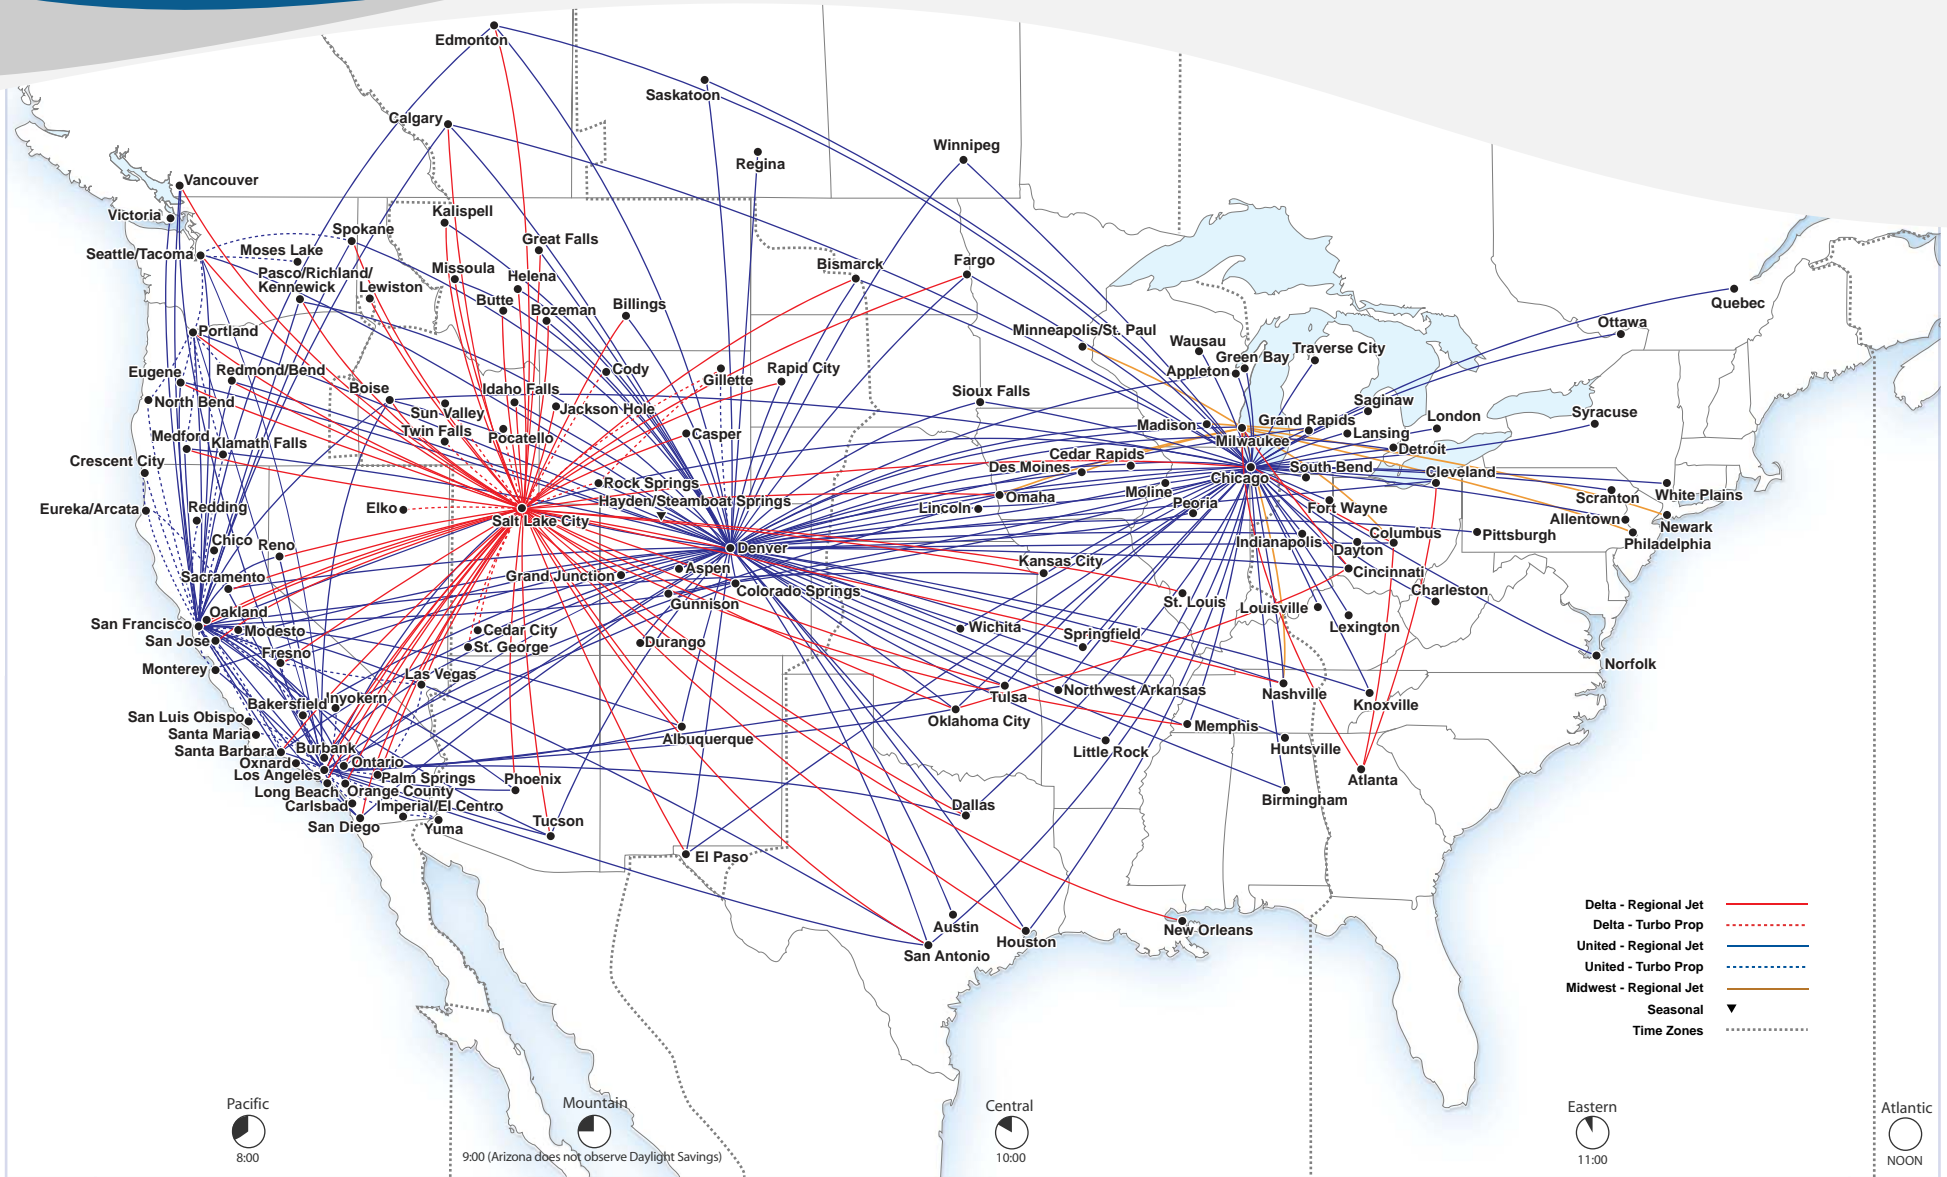 Edmonton
Saskatoon
Calgary
Winnipeg
Regina
Vancouver
Victoria
Kalispell
Spokane
Great Falls
Seattle/Tacoma
Moses Lake
Bismarck
Fargo
Pasco/Richland/
Kennewick
Lewiston
Missoula
Helena
Butte
Bozeman
Billings
Quebec
Ottawa
Portland
Minneapolis/St. Paul
Wausau
Green Bay
Traverse City
Appleton
Eugene
Redmond/Bend
Cody
Gillette
Rapid City
Boise
Idaho Falls
Sioux Falls
North Bend
Sun Valley
Jackson Hole
Saginaw
London
Syracuse
Twin Falls
Pocatello
Casper
Madison
Grand Rapids
Lansing
Milwaukee
Medford
Klamath Falls
Detroit
Cedar Rapids
Crescent City
Des Moines
South Bend
Cleveland
Chicago
Rock Springs
Moline
Omaha
Scranton
White Plains
Hayden/Steamboat Springs
Peoria
Fort Wayne
Eureka/Arcata
Redding
Elko
Lincoln
Salt Lake City
Allentown
Newark
Philadelphia
Chico
Reno
Denver
Indianapolis
Dayton
Columbus
Pittsburgh
Kansas City
Cincinnati
Aspen
Grand Junction
Sacramento
Colorado Springs
Charleston
Gunnison
St. Louis
Louisville
Oakland
San Francisco
Modesto
San Jose
Cedar City
St. George
Durango
Wichita
Springfield
Lexington
Fresno
Monterey
Las Vegas
Norfolk
Inyokern
Bakersfield
Tulsa
Northwest Arkansas
Nashville
Knoxville
San Luis Obispo
Oklahoma City
Santa Maria
Memphis
Albuquerque
Santa Barbara
Burbank
Little Rock
Huntsville
Oxnard
Ontario
Los Angeles
Palm Springs
Phoenix
Atlanta
Long Beach
Orange County
Carlsbad
Imperial/El Centro
Dallas
Birmingham
San Diego
Yuma
Tucson
El Paso
Austin
Houston
New Orleans
San Antonio
Delta - Regional Jet
Delta - Turbo Prop
United - Regional Jet
United - Turbo Prop
Midwest - Regional Jet
Seasonal
Time Zones
Pacific
8:00
Mountain
9:00 (Arizona does not observe Daylight Savings)
Central
10:00
Eastern
11:00
Atlantic
NOON